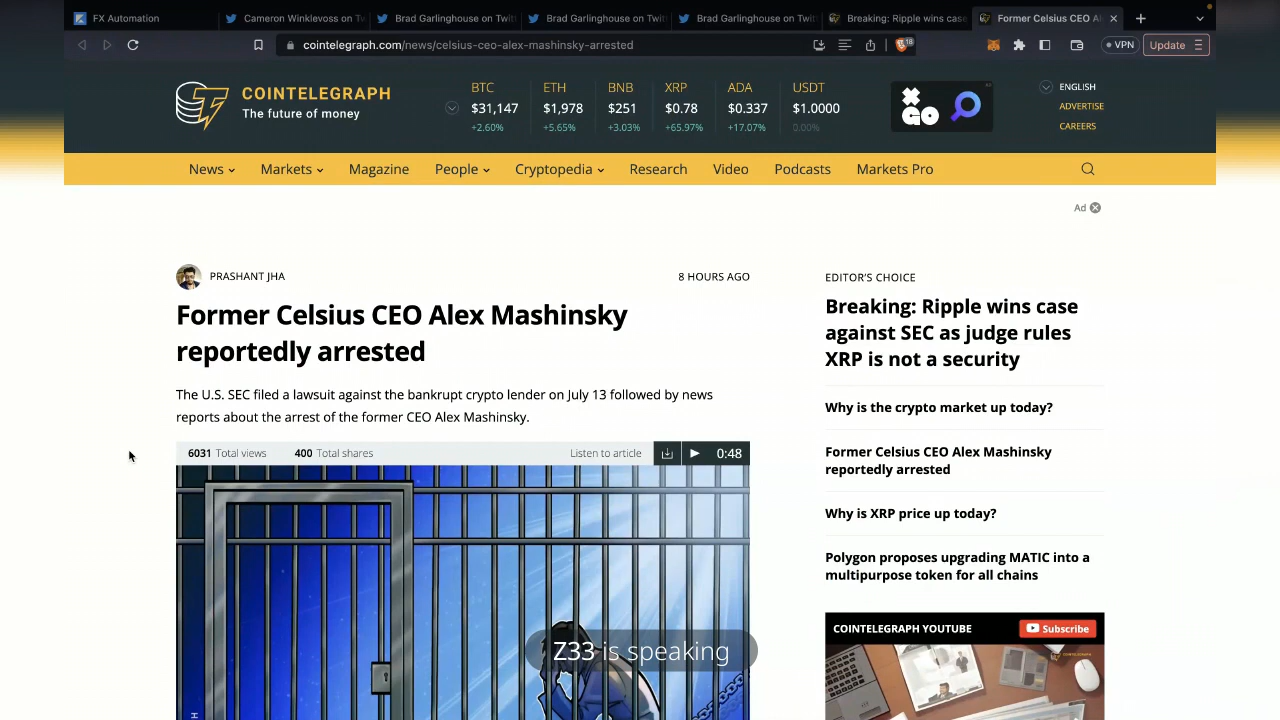 FX Automation
Cameron Winklevoss on Tw
Brad Garlinghouse on Twit
Brad Garlinghouse on Twit
Brad Garlinghouse on Twit
Breaking: Ripple wins case
Former Celsius CEO Al
cointelegraph.com/news/celsius-ceo-alex-mashinsky-arrested
18
VPN
Update
COINTELEGRAPH
The future of money
BTC
$31,147
+2.60%
ETH
$1,978
+5.65%
BNB
$251
+3.03%
XRP
$0.78
+65.97%
ADA
$0.337
+17.07%
USDT
$1.0000
0.00%
GO
ENGLISH
ADVERTISE
CAREERS
News
Markets
Magazine
People
Cryptopedia
Research
Video
Podcasts
Markets Pro
Ad
PRASHANT JHA
8 HOURS AGO
Former Celsius CEO Alex Mashinsky
reportedly arrested
The U.S. SEC filed a lawsuit against the bankrupt crypto lender on July 13 followed by news
reports about the arrest of the former CEO Alex Mashinsky.
6031 Total views
400 Total shares
Listen to article
0:48
Z33 is speaking
EDITOR'S CHOICE
Breaking: Ripple wins case
against SEC as judge rules
XRP is not a security
Why is the crypto market up today?
Former Celsius CEO Alex Mashinsky
reportedly arrested
Why is XRP price up today?
Polygon proposes upgrading MATIC into a
multipurpose token for all chains
COINTELEGRAPH YOUTUBE
Subscribe